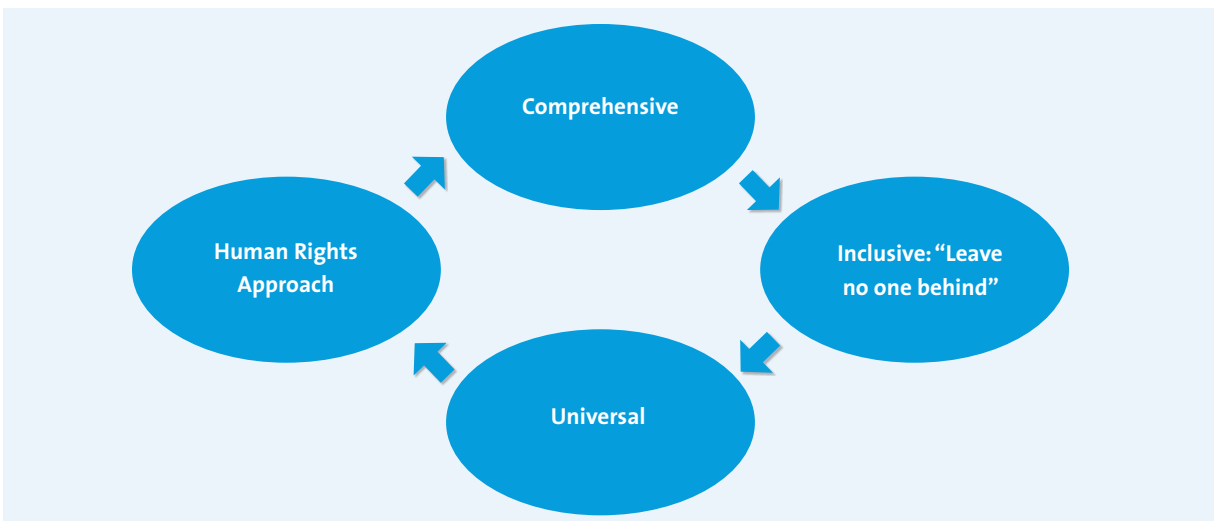 Comprehensive
Human Rights
Approach
Inclusive: “Leave
no one behind”
Universal